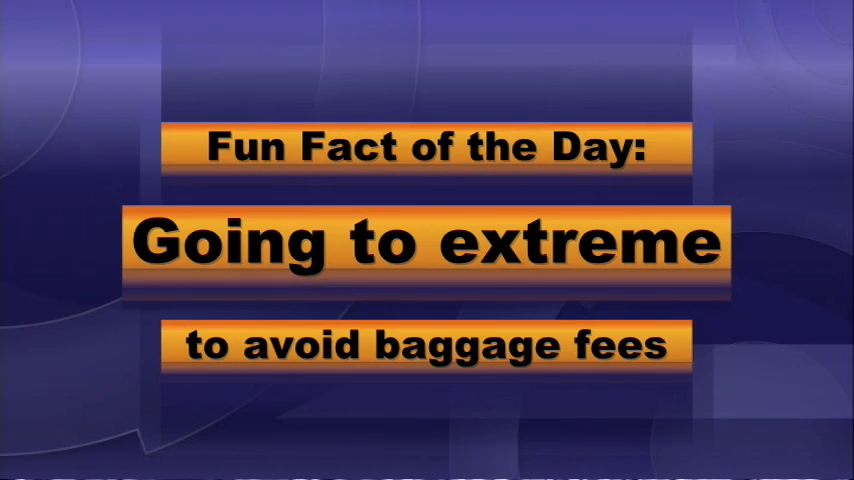 Fun Fact of the Day:
Going to extreme
to avoid baggage fees